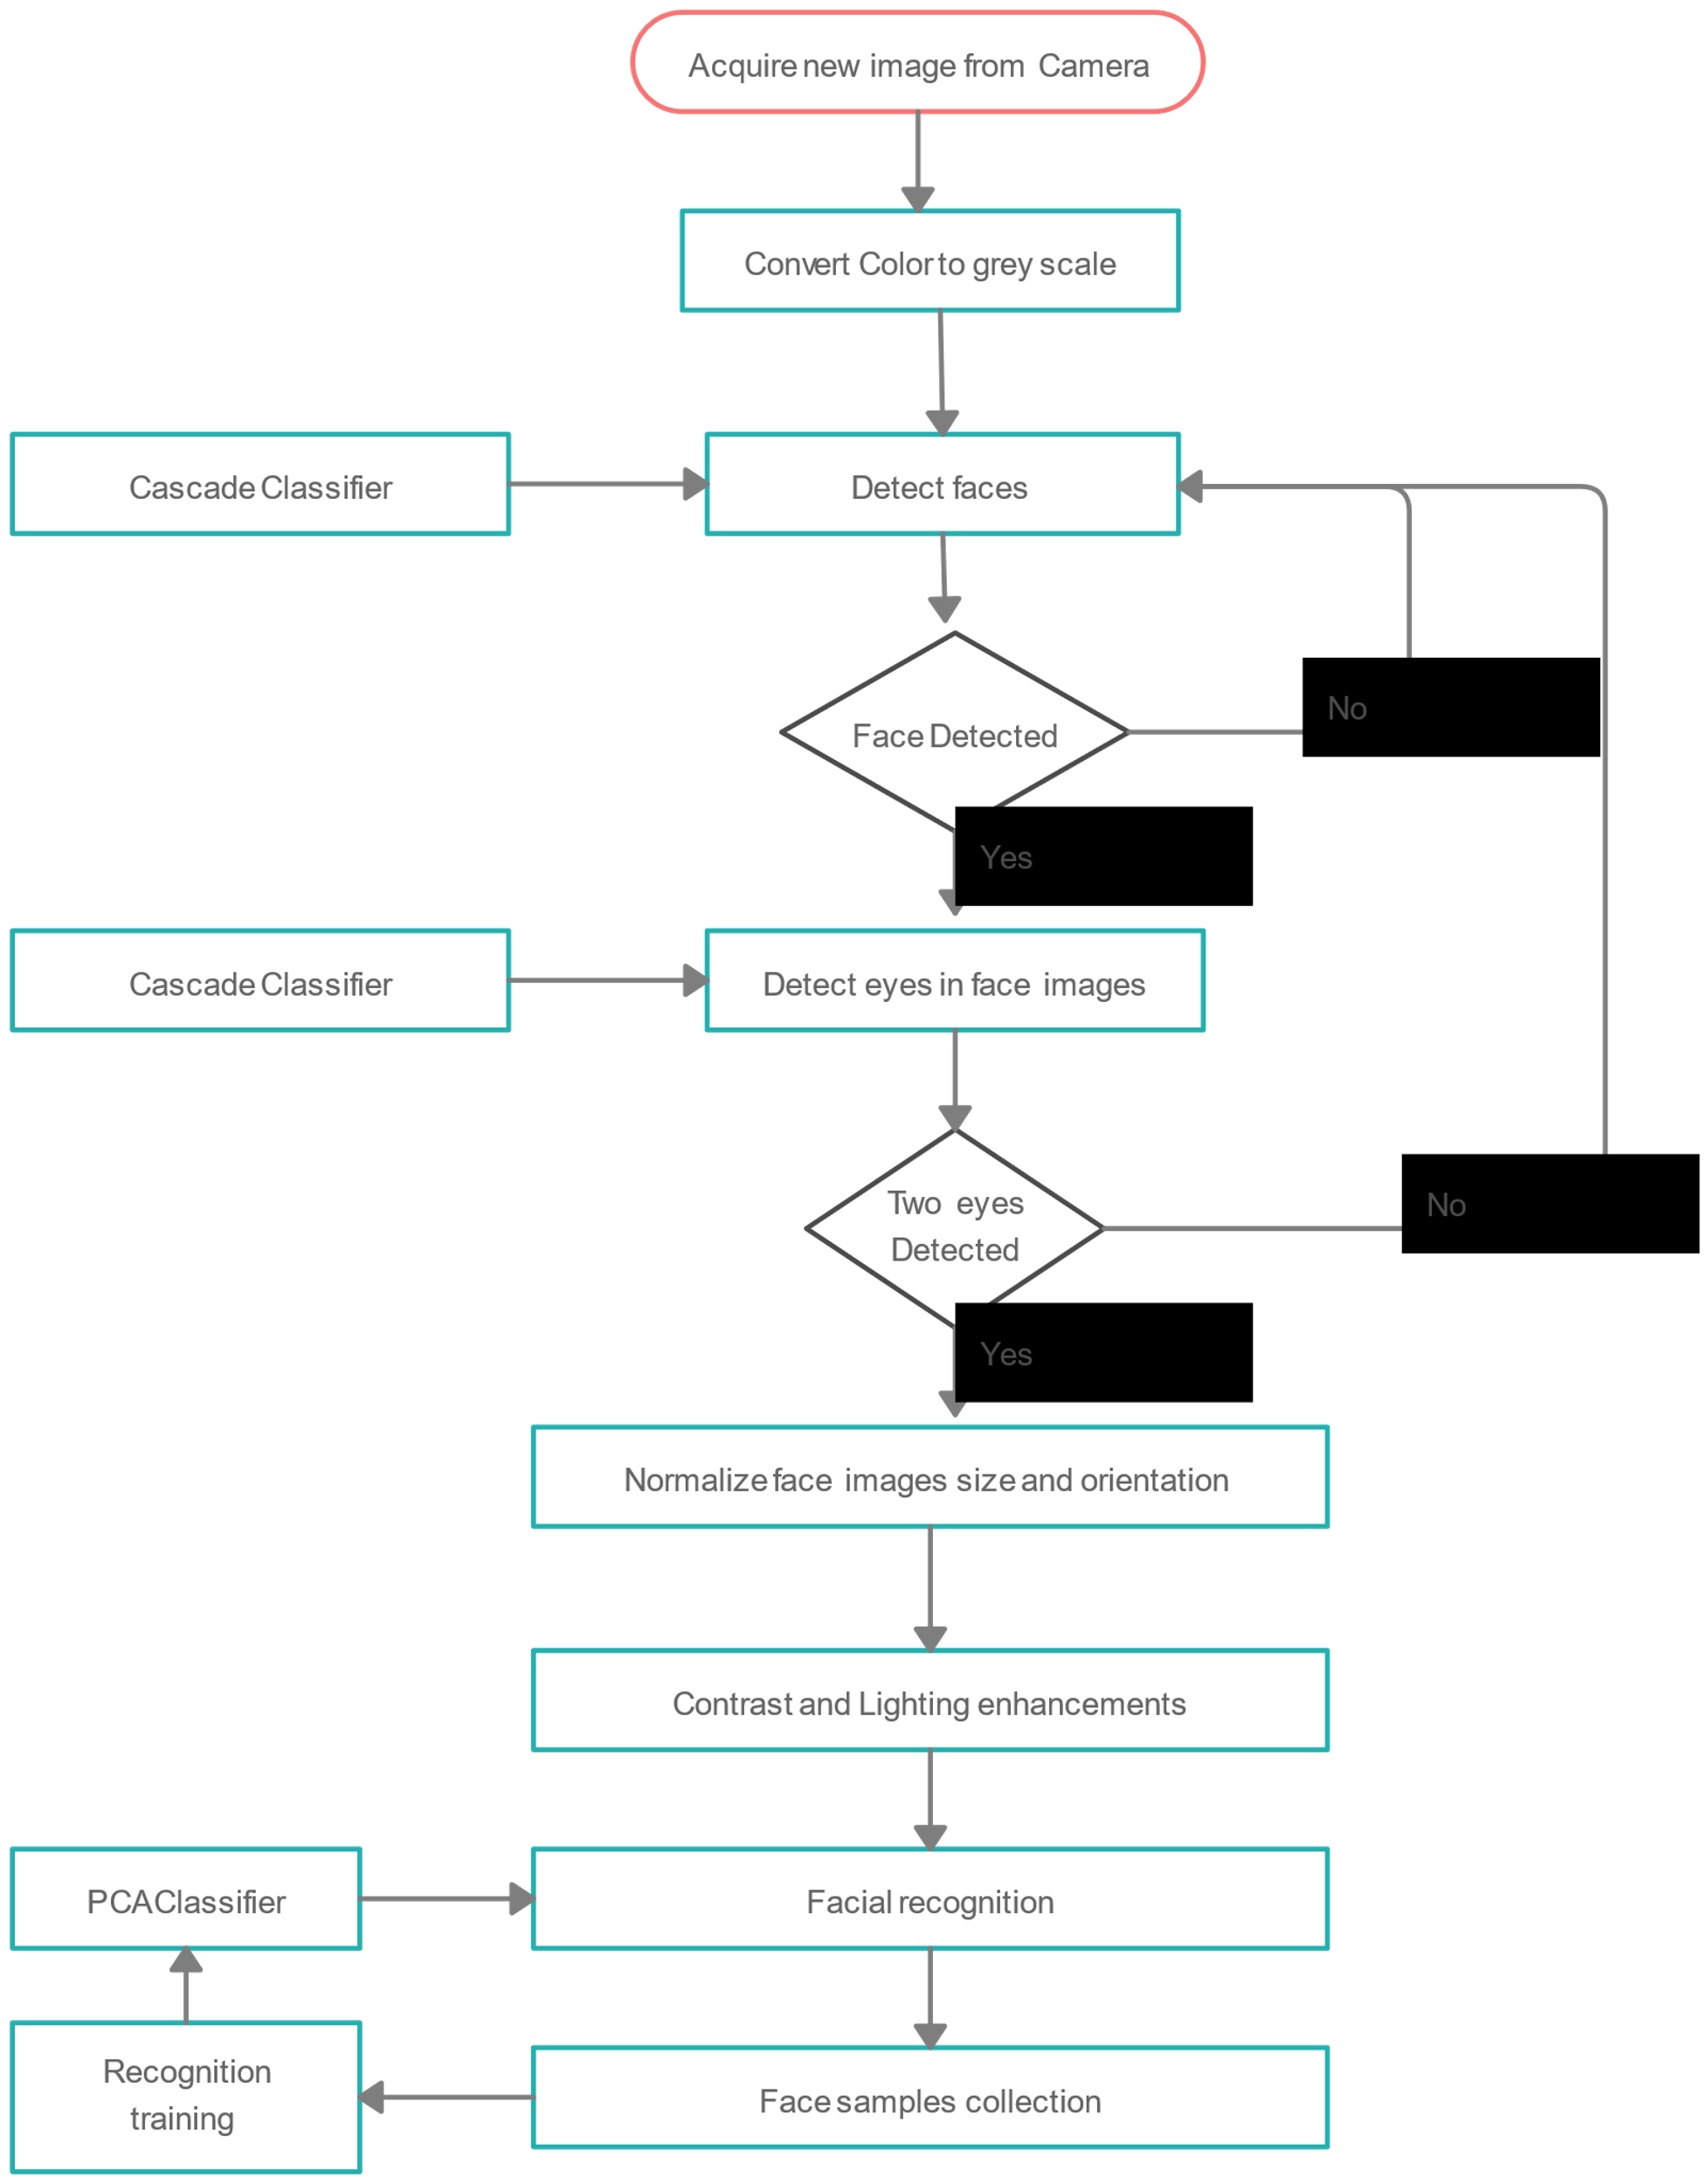 Acquire new image from Camera
Convert Color to grey scale
Cascade Classifier
Detect faces
Face Detected
No
Yes
Cascade Classifier
Detect eyes in face images
Two eyes
Detected
No
Yes
Normalize face images size and orientation
Contrast and Lighting enhancements
PCA Classifier
Facial recognition
Recognition
training
Face samples collection